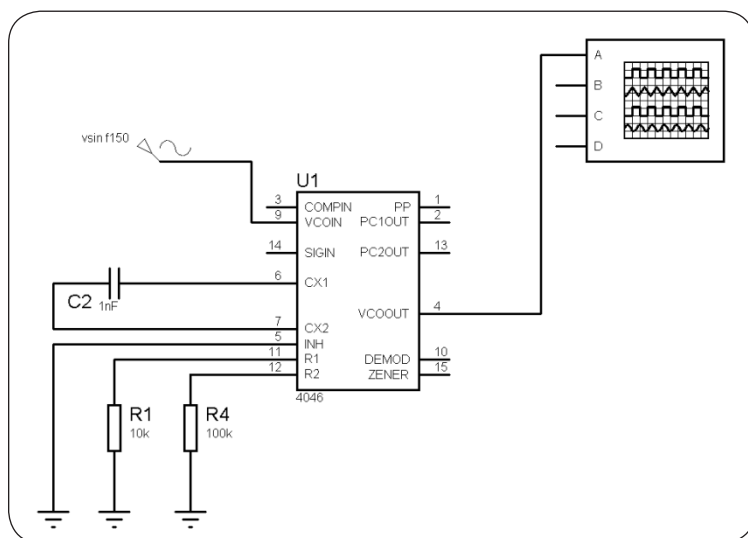 A
B
C
D
vsin f150
U1
3 COMPIN PP 1
9 VCOIN PC1OUT 2
14 SIGIN PC2OUT 13
6 CX1
C2 1nF
VCOOUT 4
7 CX2
5 INH
11 R1 DEMOD 10
12 R2 ZENER 15
4046
R1
10k
R4
100k